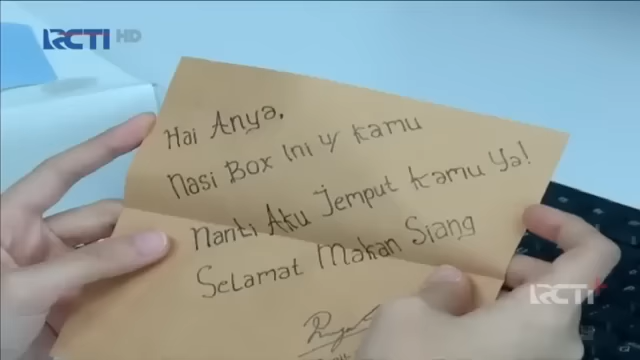 RCTI HD
Hai Anya,
Nasi Box ini u/ kamu
Nanti Aku Jemput kamu Ya!
Selamat Makan Siang
RCTI+